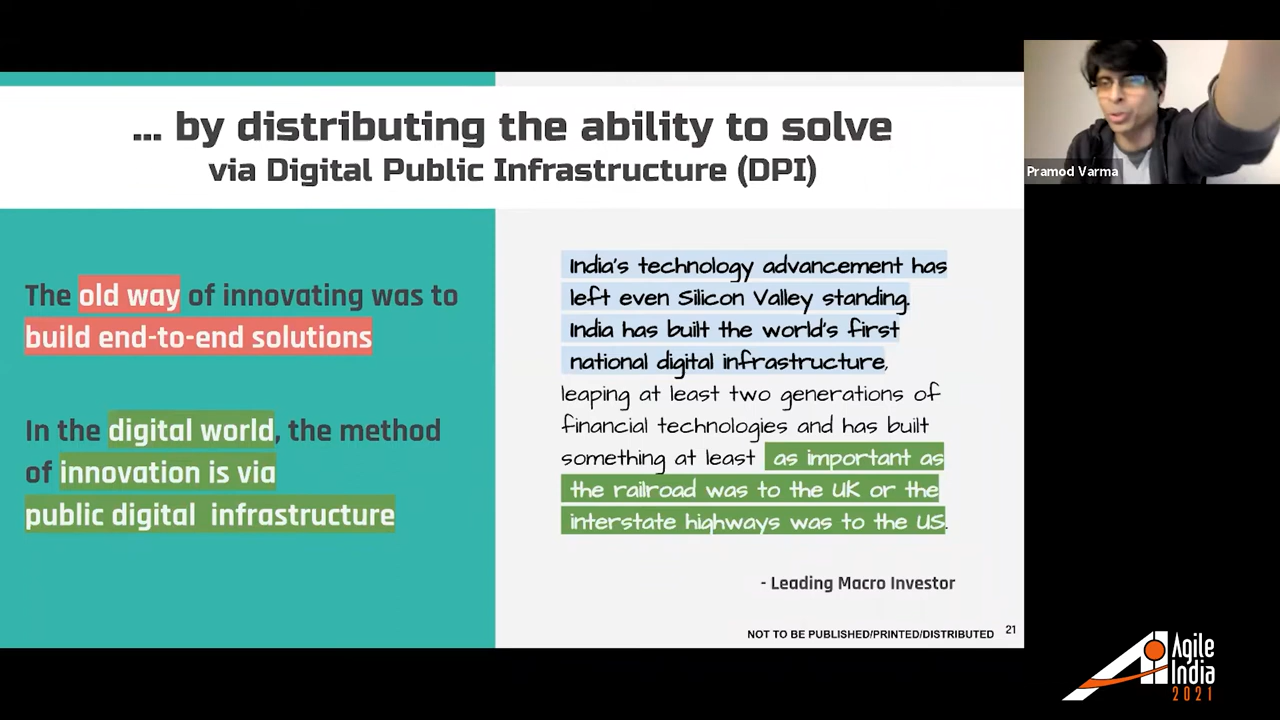 ... by distributing the ability to solve
via Digital Public Infrastructure (DPI)
The old way of innovating was to
build end-to-end solutions
In the digital world, the method
of innovation is via
public digital infrastructure
India's technology advancement has
left even Silicon Valley standing.
India has built the world's first
national digital infrastructure,
leaping at least two generations of
financial technologies and has built
something at least as important as
the railroad was to the UK or the
interstate highways was to the US.
- Leading Macro Investor
NOT TO BE PUBLISHED/PRINTED/DISTRIBUTED 21
Pramod Varma
Agile
India
2021